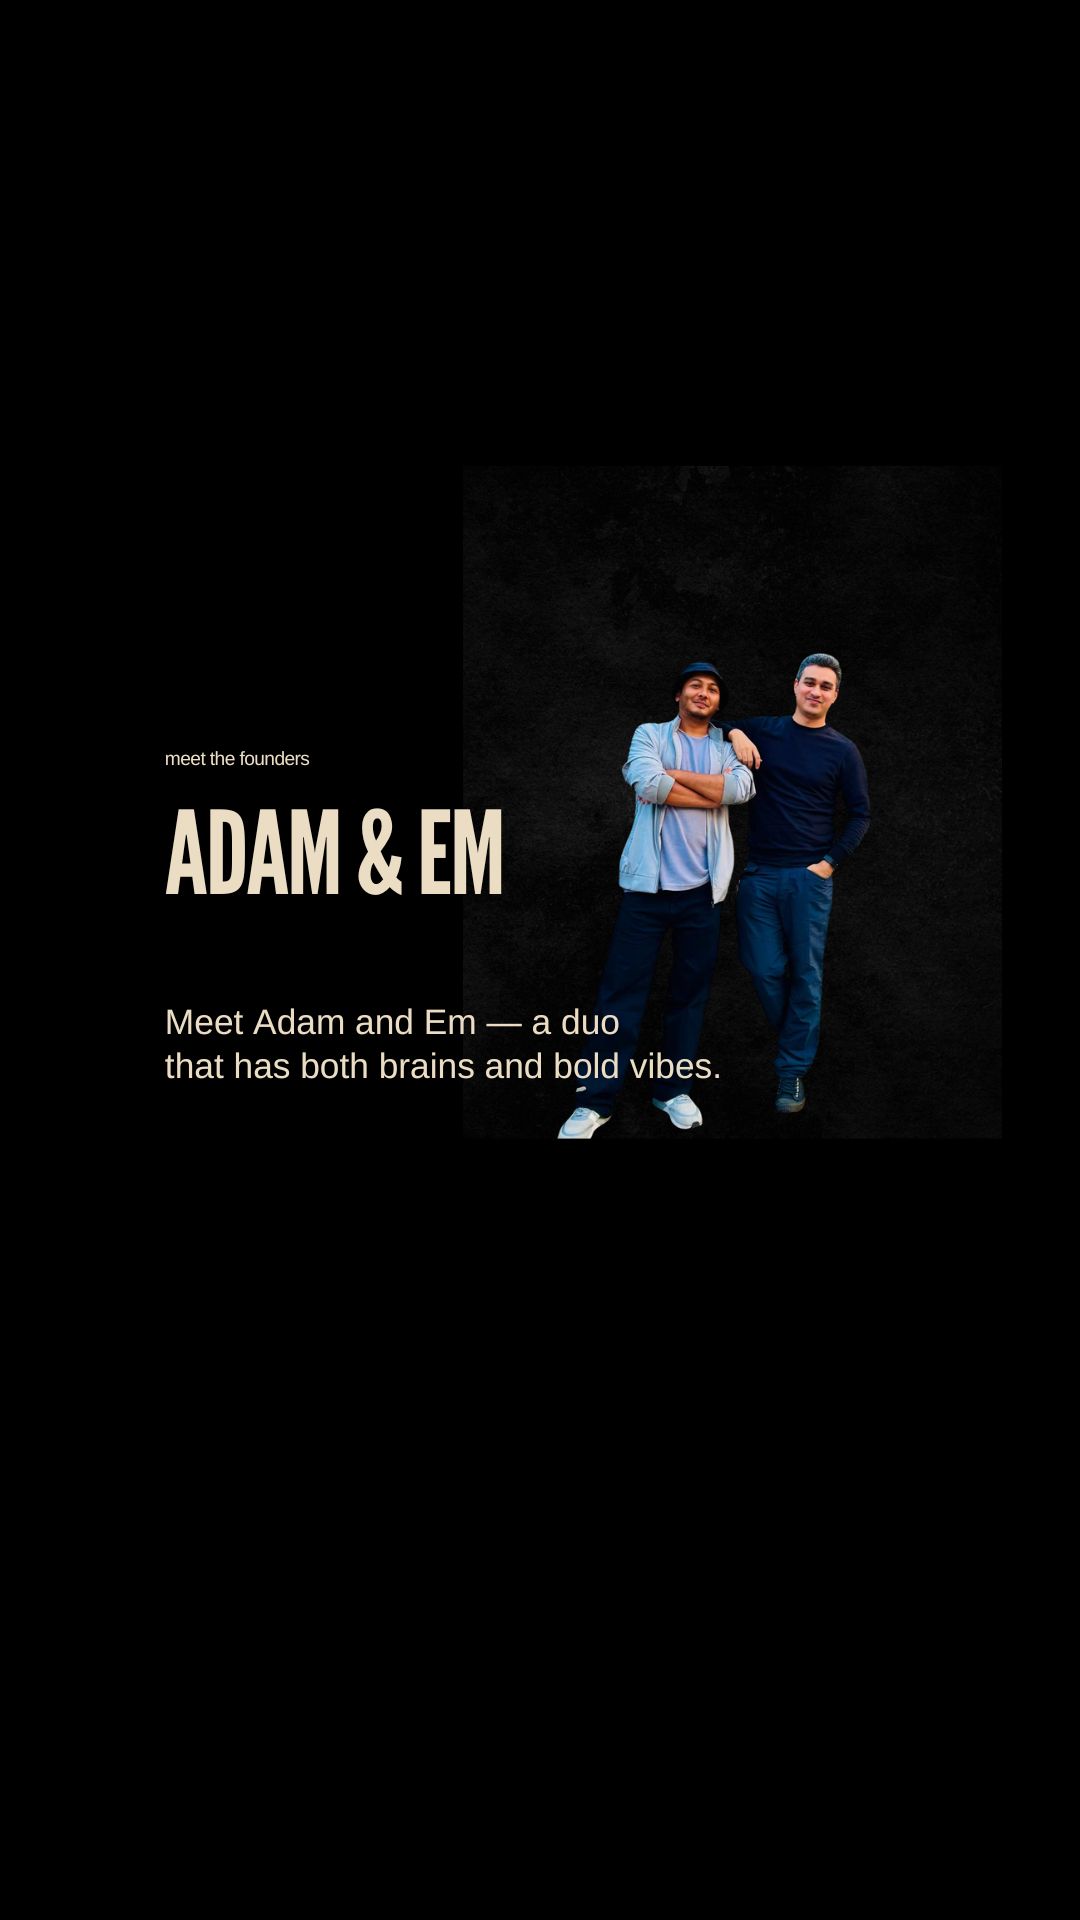 meet the founders
ADAM & EM
Meet Adam and Em — a duo
that has both brains and bold vibes.